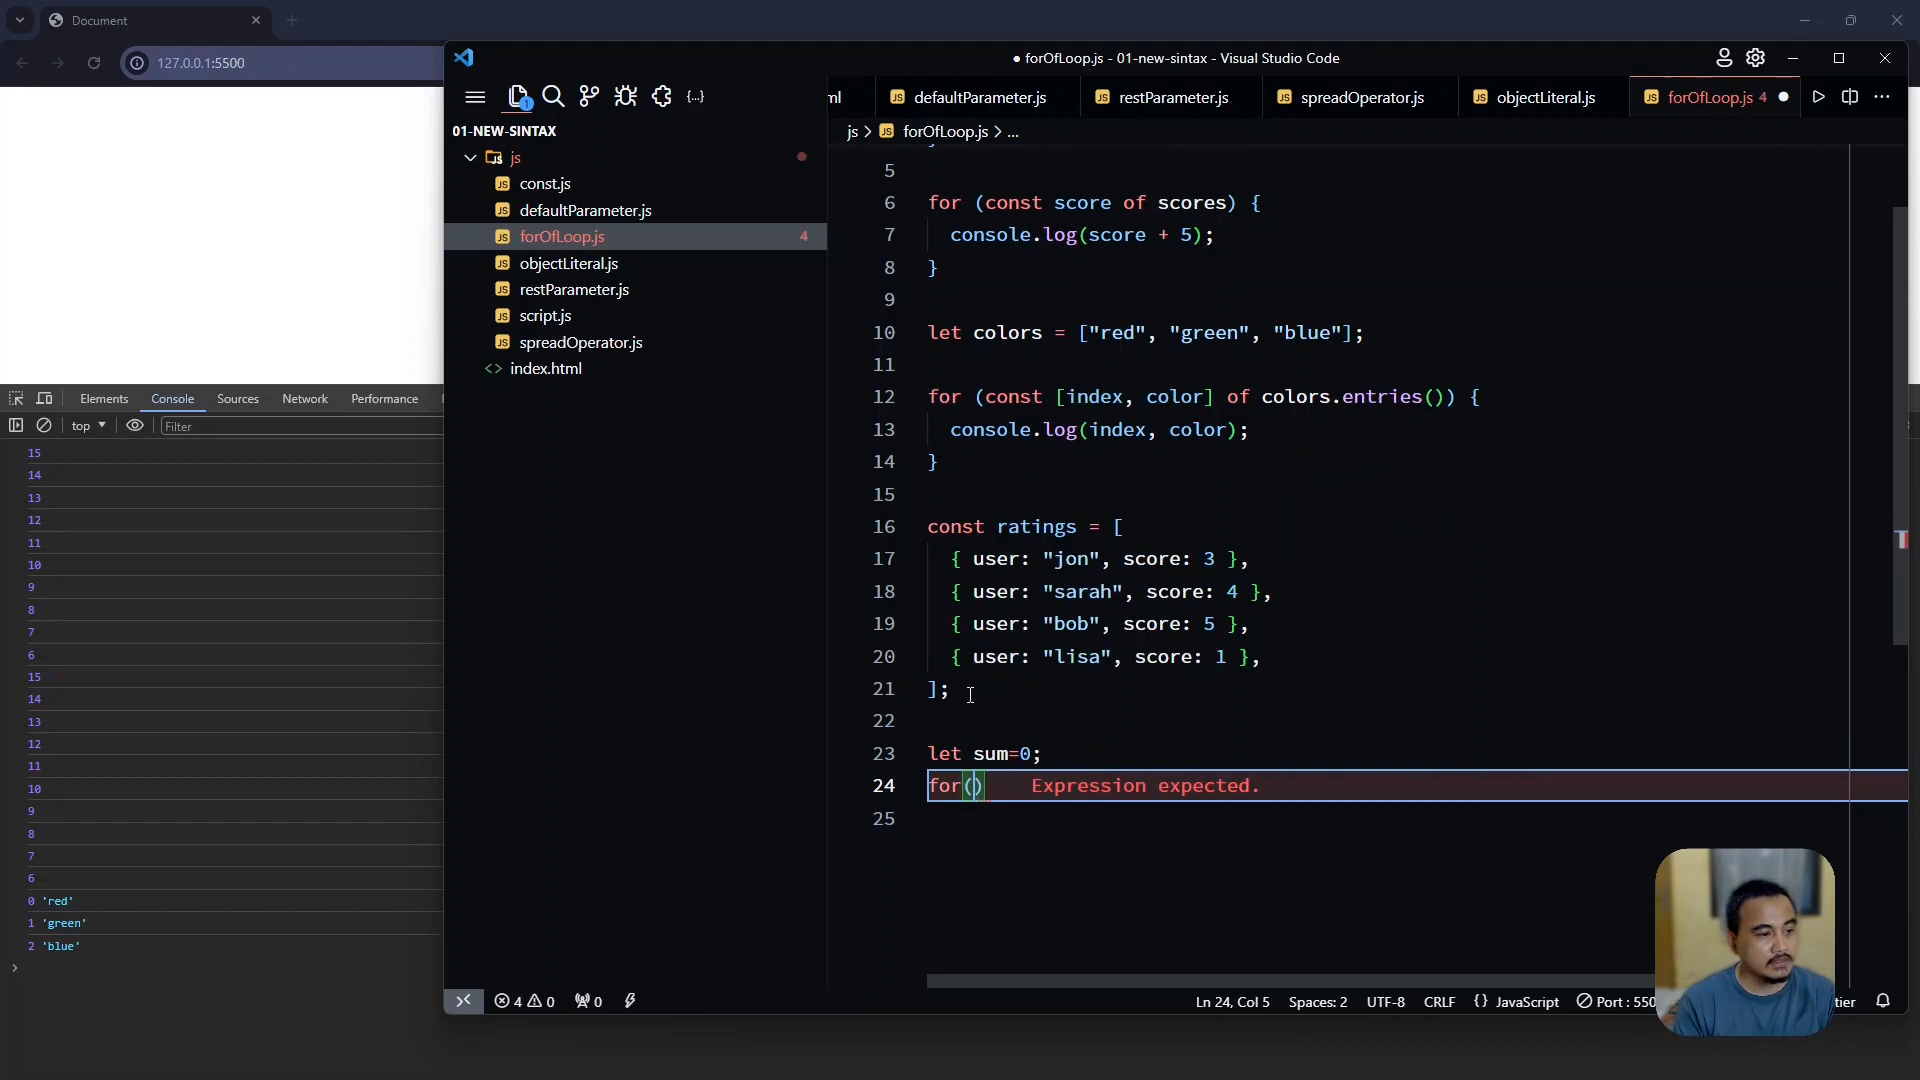 Document
127.0.0.1:5500
forOfLoop.js - 01-new-sintax - Visual Studio Code
ml
defaultParameter.js
restParameter.js
spreadOperator.js
objectLiteral.js
forOfLoop.js 4
01-NEW-SINTAX
js
const.js
defaultParameter.js
forOfLoop.js 4
objectLiteral.js
restParameter.js
script.js
spreadOperator.js
index.html
js > forOfLoop.js > ...
5
6 for (const score of scores) {
7 console.log(score + 5);
8 }
9
10 let colors = ["red", "green", "blue"];
11
12 for (const [index, color] of colors.entries()) {
13 console.log(index, color);
14 }
15
16 const ratings = [
17 { user: "jon", score: 3 },
18 { user: "sarah", score: 4 },
19 { user: "bob", score: 5 },
20 { user: "lisa", score: 1 },
21 ];
22
23 let sum=0;
24 for() Expression expected.
25
Elements Console Sources Network Performance
top Filter
15
14
13
12
11
10
9
8
7
6
15
14
13
12
11
10
9
8
7
6
0 'red'
1 'green'
2 'blue'
4 0 0
Ln 24, Col 5 Spaces: 2 UTF-8 CRLF {} JavaScript Port : 550 tier